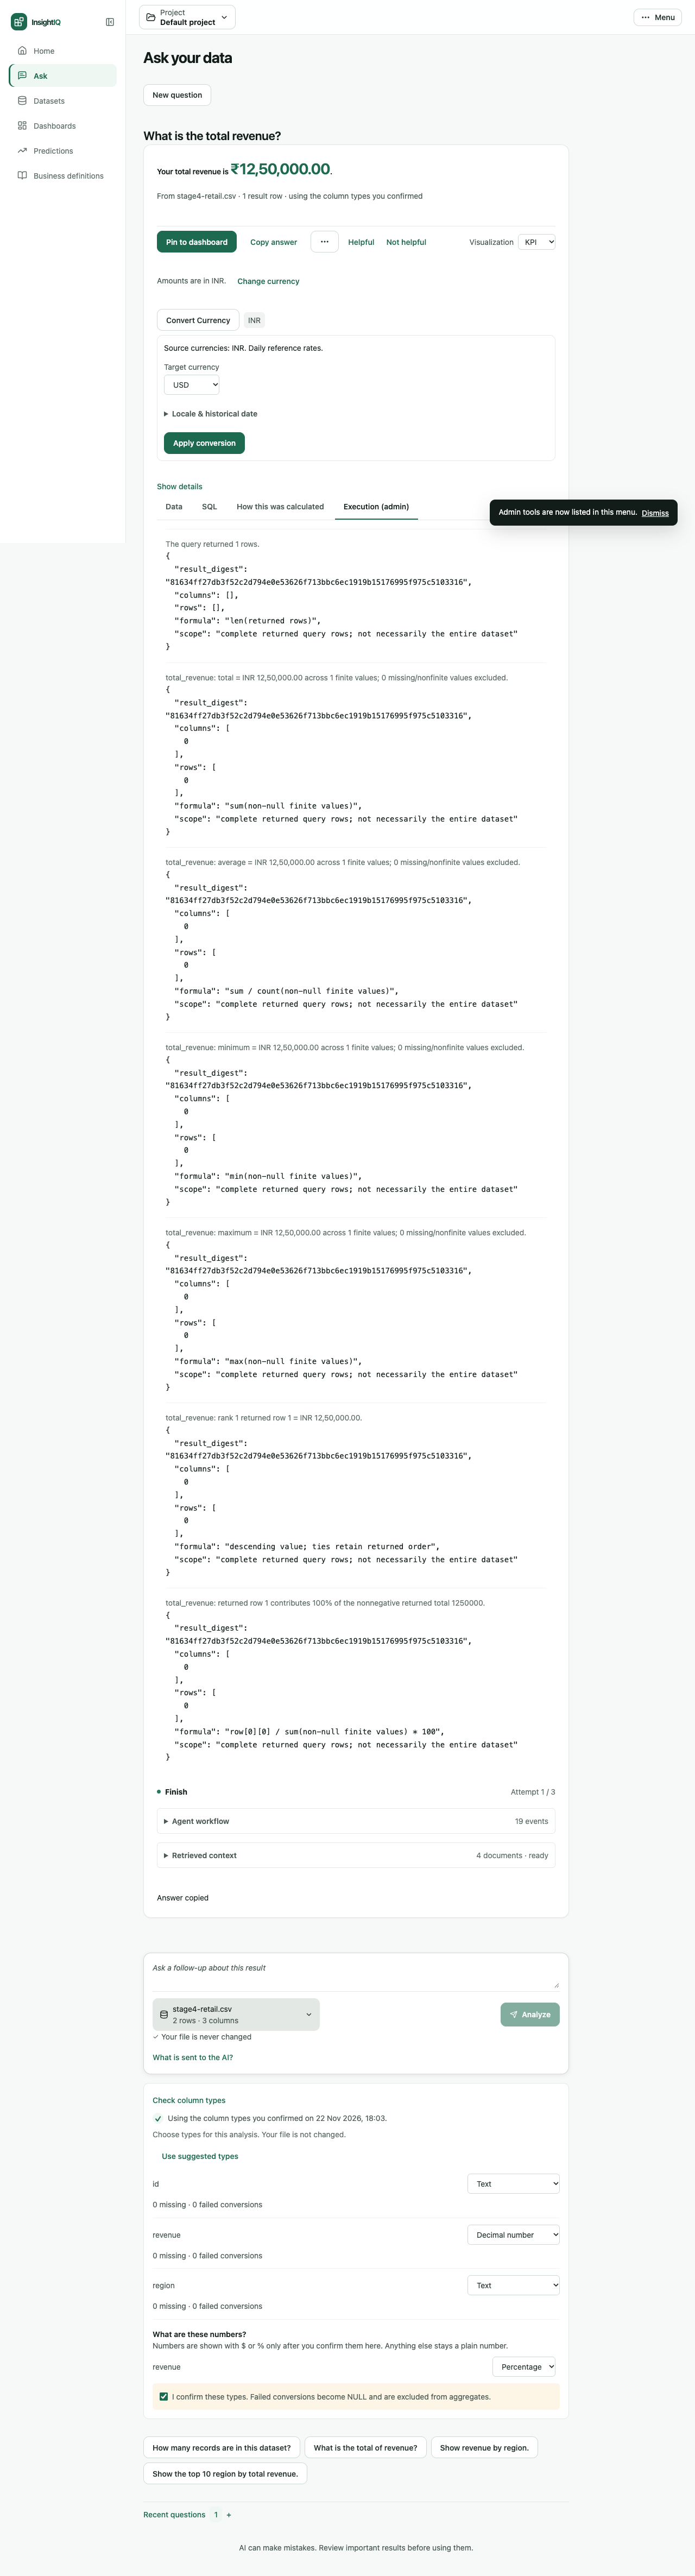 InsightIQ
Project
Default project
Menu
Home
Ask
Datasets
Dashboards
Predictions
Business definitions
Ask your data
New question
What is the total revenue?
Your total revenue is ₹12,50,000.00.
From stage4-retail.csv · 1 result row · using the column types you confirmed
Pin to dashboard
Copy answer
Helpful
Not helpful
Visualization
KPI
Amounts are in INR.
Change currency
Convert Currency
INR
Source currencies: INR. Daily reference rates.
Target currency
USD
Locale & historical date
Apply conversion
Show details
Data
SQL
How this was calculated
Execution (admin)
Admin tools are now listed in this menu. Dismiss
The query returned 1 rows.
{
"result_digest":
"81634ff27db3f52c2d794e0e53626f713bbc6ec1919b15176995f975c5103316",
"columns": [],
"rows": [],
"formula": "len(returned rows)",
"scope": "complete returned query rows; not necessarily the entire dataset"
}
total_revenue: total = INR 12,50,000.00 across 1 finite values; 0 missing/nonfinite values excluded.
{
"result_digest":
"81634ff27db3f52c2d794e0e53626f713bbc6ec1919b15176995f975c5103316",
"columns": [
0
],
"rows": [
0
],
"formula": "sum(non-null finite values)",
"scope": "complete returned query rows; not necessarily the entire dataset"
}
total_revenue: average = INR 12,50,000.00 across 1 finite values; 0 missing/nonfinite values excluded.
{
"result_digest":
"81634ff27db3f52c2d794e0e53626f713bbc6ec1919b15176995f975c5103316",
"columns": [
0
],
"rows": [
0
],
"formula": "sum / count(non-null finite values)",
"scope": "complete returned query rows; not necessarily the entire dataset"
}
total_revenue: minimum = INR 12,50,000.00 across 1 finite values; 0 missing/nonfinite values excluded.
{
"result_digest":
"81634ff27db3f52c2d794e0e53626f713bbc6ec1919b15176995f975c5103316",
"columns": [
0
],
"rows": [
0
],
"formula": "min(non-null finite values)",
"scope": "complete returned query rows; not necessarily the entire dataset"
}
total_revenue: maximum = INR 12,50,000.00 across 1 finite values; 0 missing/nonfinite values excluded.
{
"result_digest":
"81634ff27db3f52c2d794e0e53626f713bbc6ec1919b15176995f975c5103316",
"columns": [
0
],
"rows": [
0
],
"formula": "max(non-null finite values)",
"scope": "complete returned query rows; not necessarily the entire dataset"
}
total_revenue: rank 1 returned row 1 = INR 12,50,000.00.
{
"result_digest":
"81634ff27db3f52c2d794e0e53626f713bbc6ec1919b15176995f975c5103316",
"columns": [
0
],
"rows": [
0
],
"formula": "descending value; ties retain returned order",
"scope": "complete returned query rows; not necessarily the entire dataset"
}
total_revenue: returned row 1 contributes 100% of the nonnegative returned total 1250000.
{
"result_digest":
"81634ff27db3f52c2d794e0e53626f713bbc6ec1919b15176995f975c5103316",
"columns": [
0
],
"rows": [
0
],
"formula": "row[0][0] / sum(non-null finite values) * 100",
"scope": "complete returned query rows; not necessarily the entire dataset"
}
Finish
Attempt 1 / 3
Agent workflow
19 events
Retrieved context
4 documents · ready
Answer copied
Ask a follow-up about this result
stage4-retail.csv
2 rows · 3 columns
Analyze
✓ Your file is never changed
What is sent to the AI?
Check column types
Using the column types you confirmed on 22 Nov 2026, 18:03.
Choose types for this analysis. Your file is not changed.
Use suggested types
id
Text
0 missing · 0 failed conversions
revenue
Decimal number
0 missing · 0 failed conversions
region
Text
0 missing · 0 failed conversions
What are these numbers?
Numbers are shown with $ or % only after you confirm them here. Anything else stays a plain number.
revenue
Percentage
I confirm these types. Failed conversions become NULL and are excluded from aggregates.
How many records are in this dataset?
What is the total of revenue?
Show revenue by region.
Show the top 10 region by total revenue.
Recent questions 1 +
AI can make mistakes. Review important results before using them.